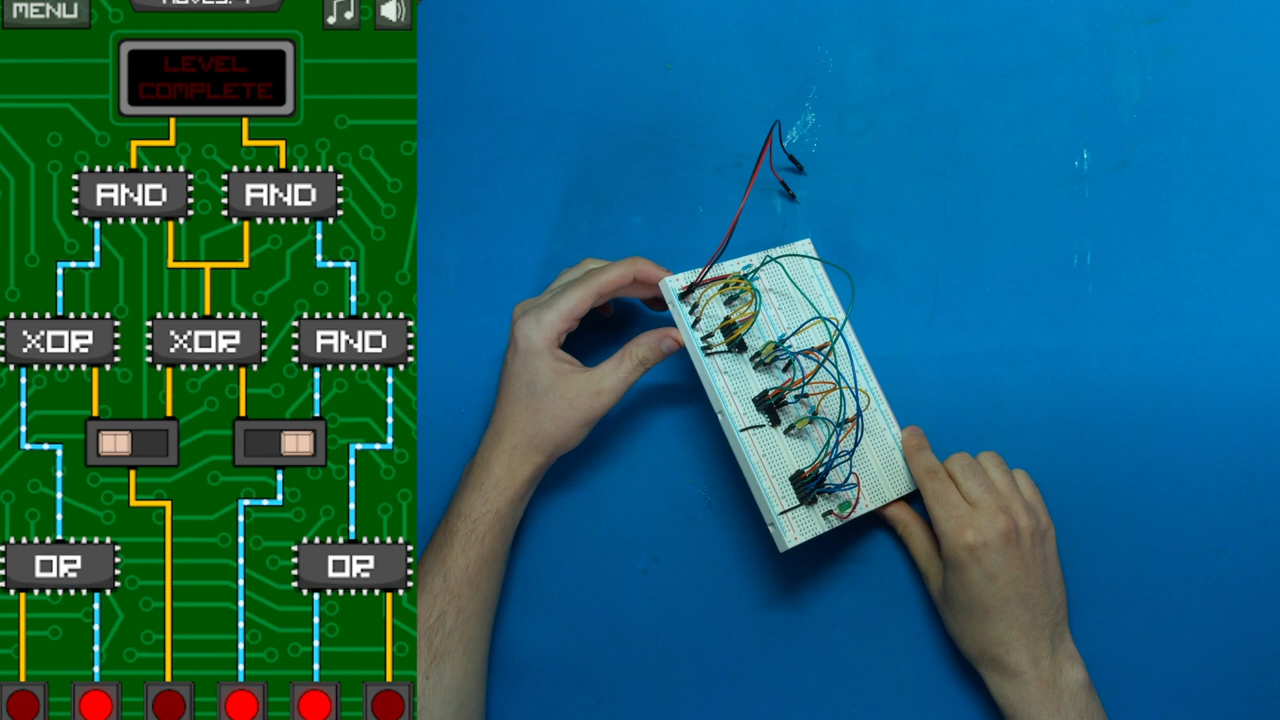 MENU
LEVEL
COMPLETE
AND AND
XOR XOR AND
OR OR